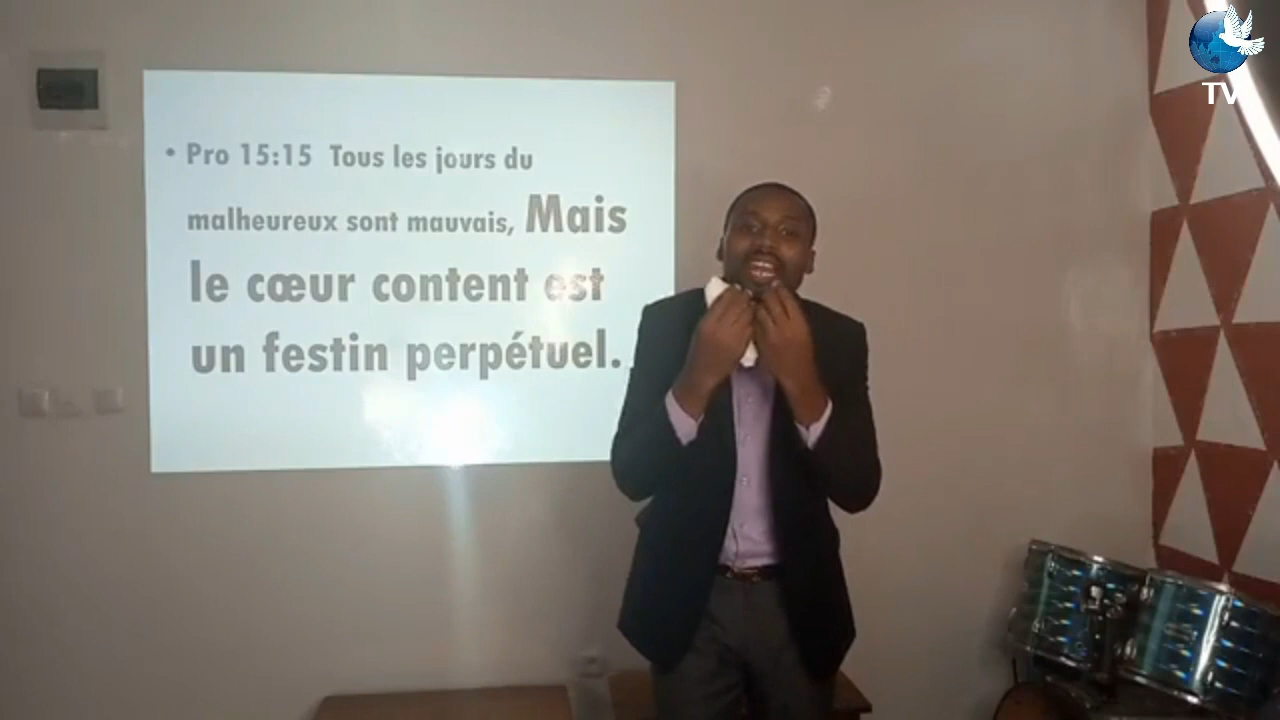 • Pro 15:15 Tous les jours du
malheureux sont mauvais, Mais
le cœur content est
un festin perpétuel.
TV